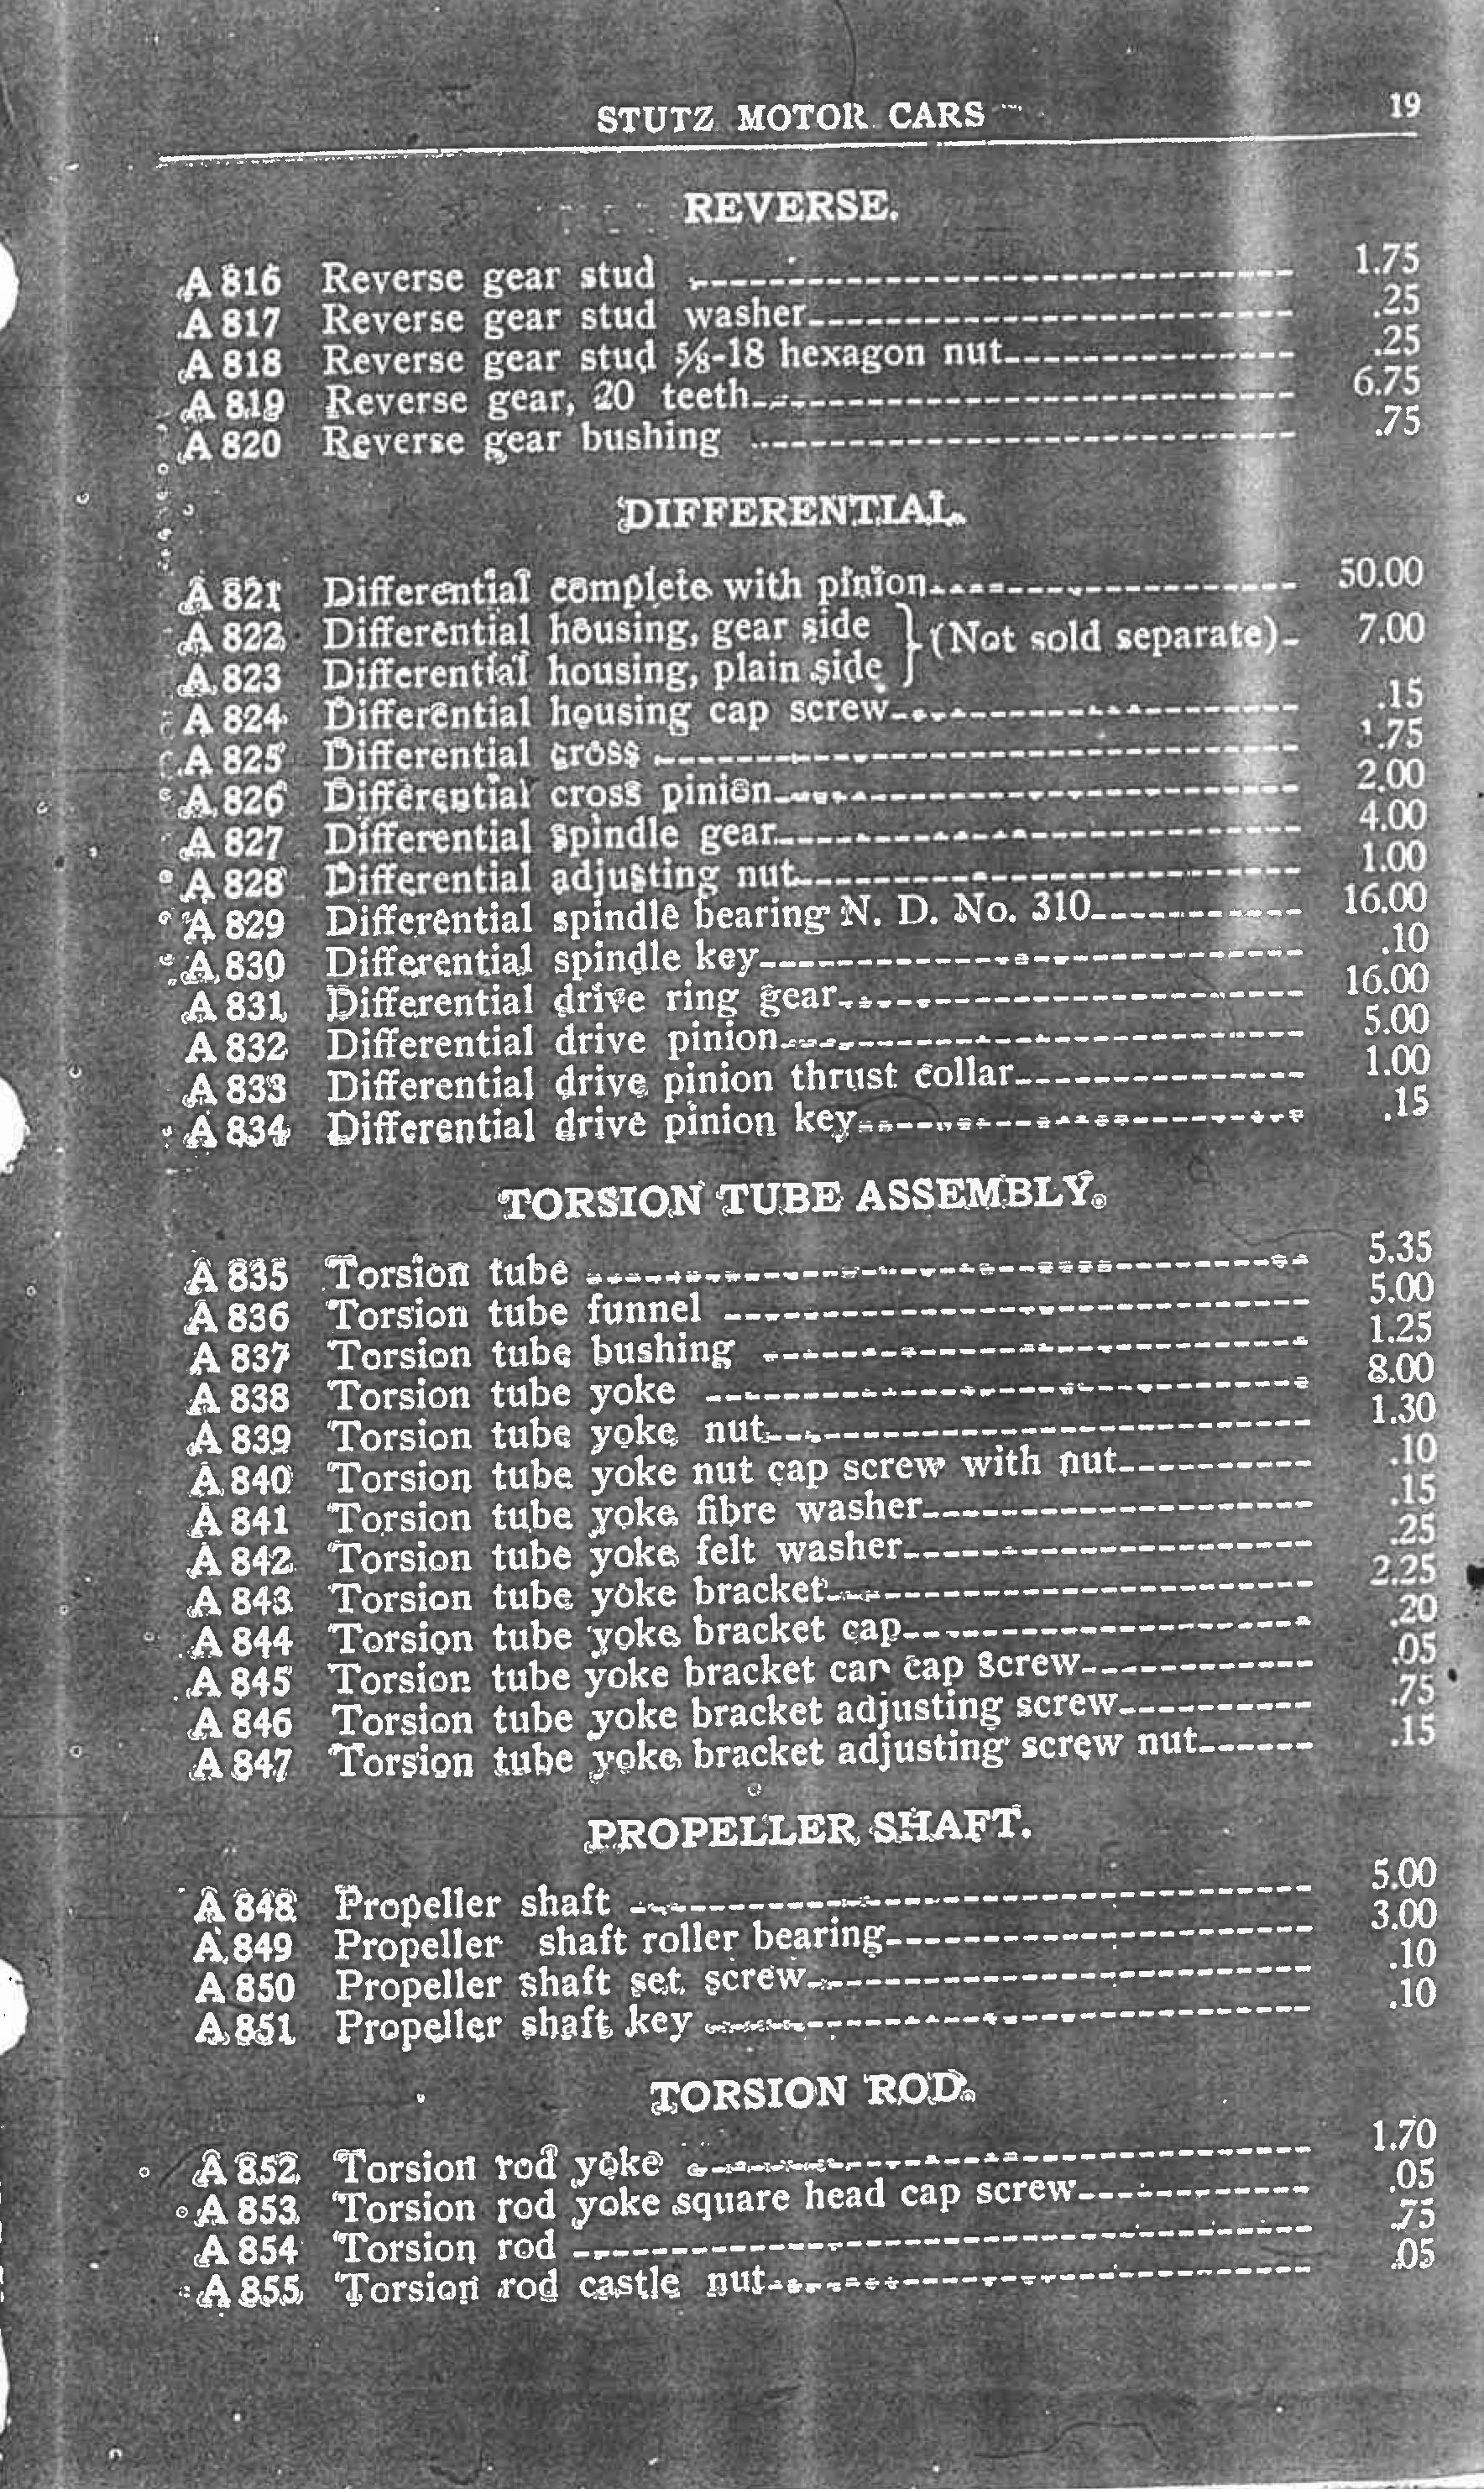 STUTZ MOTOR CARS 19
REVERSE.
A 816 Reverse gear stud 1.75
A 817 Reverse gear stud washer .25
A 818 Reverse gear stud ⅝-18 hexagon nut .25
A 819 Reverse gear, 20 teeth 6.75
A 820 Reverse gear bushing .75
DIFFERENTIAL.
A 821 Differential complete with pinion 50.00
A 822 Differential housing, gear side } (Not sold separate) 7.00
A 823 Differential housing, plain side
A 824 Differential housing cap screw .15
A 825 Differential cross 1.75
A 826 Differential cross pinion 2.00
A 827 Differential spindle gear 4.00
A 828 Differential adjusting nut 1.00
A 829 Differential spindle bearing N. D. No. 310 16.00
A 830 Differential spindle key .10
A 831 Differential drive ring gear 16.00
A 832 Differential drive pinion 5.00
A 833 Differential drive pinion thrust collar 1.00
A 834 Differential drive pinion key .15
TORSION TUBE ASSEMBLY.
A 835 Torsion tube 5.35
A 836 Torsion tube funnel 5.00
A 837 Torsion tube bushing 1.25
A 838 Torsion tube yoke 8.00
A 839 Torsion tube yoke nut 1.30
A 840 Torsion tube yoke nut cap screw with nut .10
A 841 Torsion tube yoke fibre washer .15
A 842 Torsion tube yoke felt washer .25
A 843 Torsion tube yoke bracket 2.25
A 844 Torsion tube yoke bracket cap .20
A 845 Torsion tube yoke bracket cap cap screw .05
A 846 Torsion tube yoke bracket adjusting screw .75
A 847 Torsion tube yoke bracket adjusting screw nut .15
PROPELLER SHAFT.
A 848 Propeller shaft 5.00
A 849 Propeller shaft roller bearing 3.00
A 850 Propeller shaft set screw .10
A 851 Propeller shaft key .10
TORSION ROD.
A 852 Torsion rod yoke 1.70
A 853 Torsion rod yoke square head cap screw .05
A 854 Torsion rod .75
A 855 Torsion rod castle nut .05